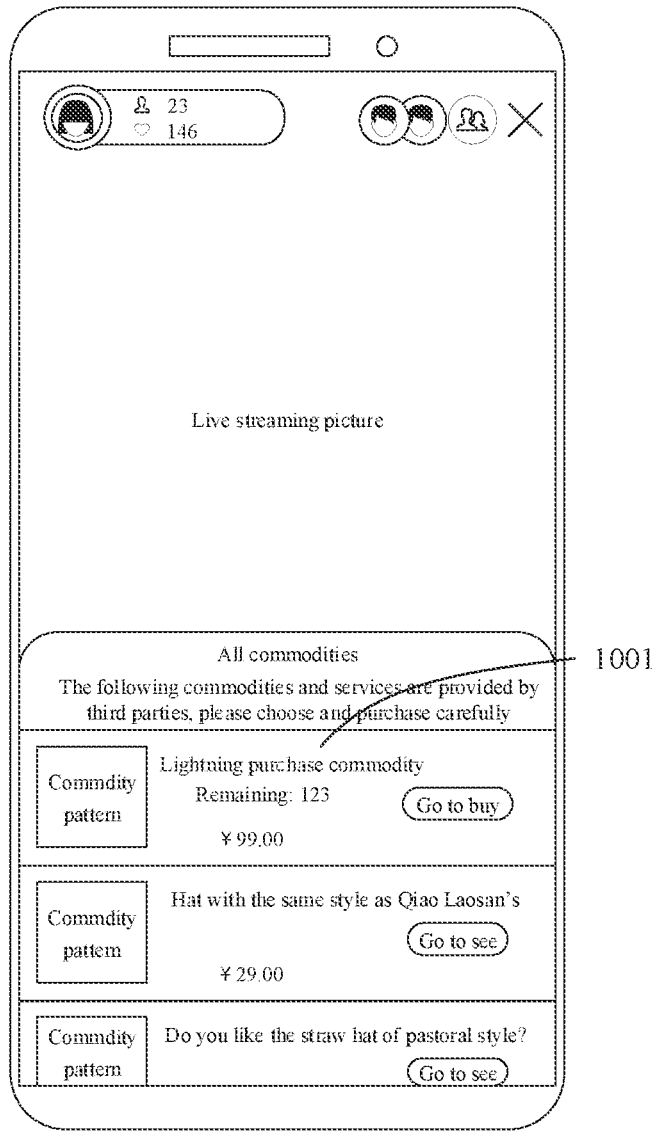 23
146
Live streaming picture
All commodities
1001
The following commodities and services are provided by
third parties, please choose and purchase carefully
Commdity
pattern
Lightning purchase commodity
Remaining: 123
¥99.00
Go to buy
Commdity
pattern
Hat with the same style as Qiao Laosan's
¥29.00
Go to see
Commdity
pattern
Do you like the straw hat of pastoral style?
Go to see